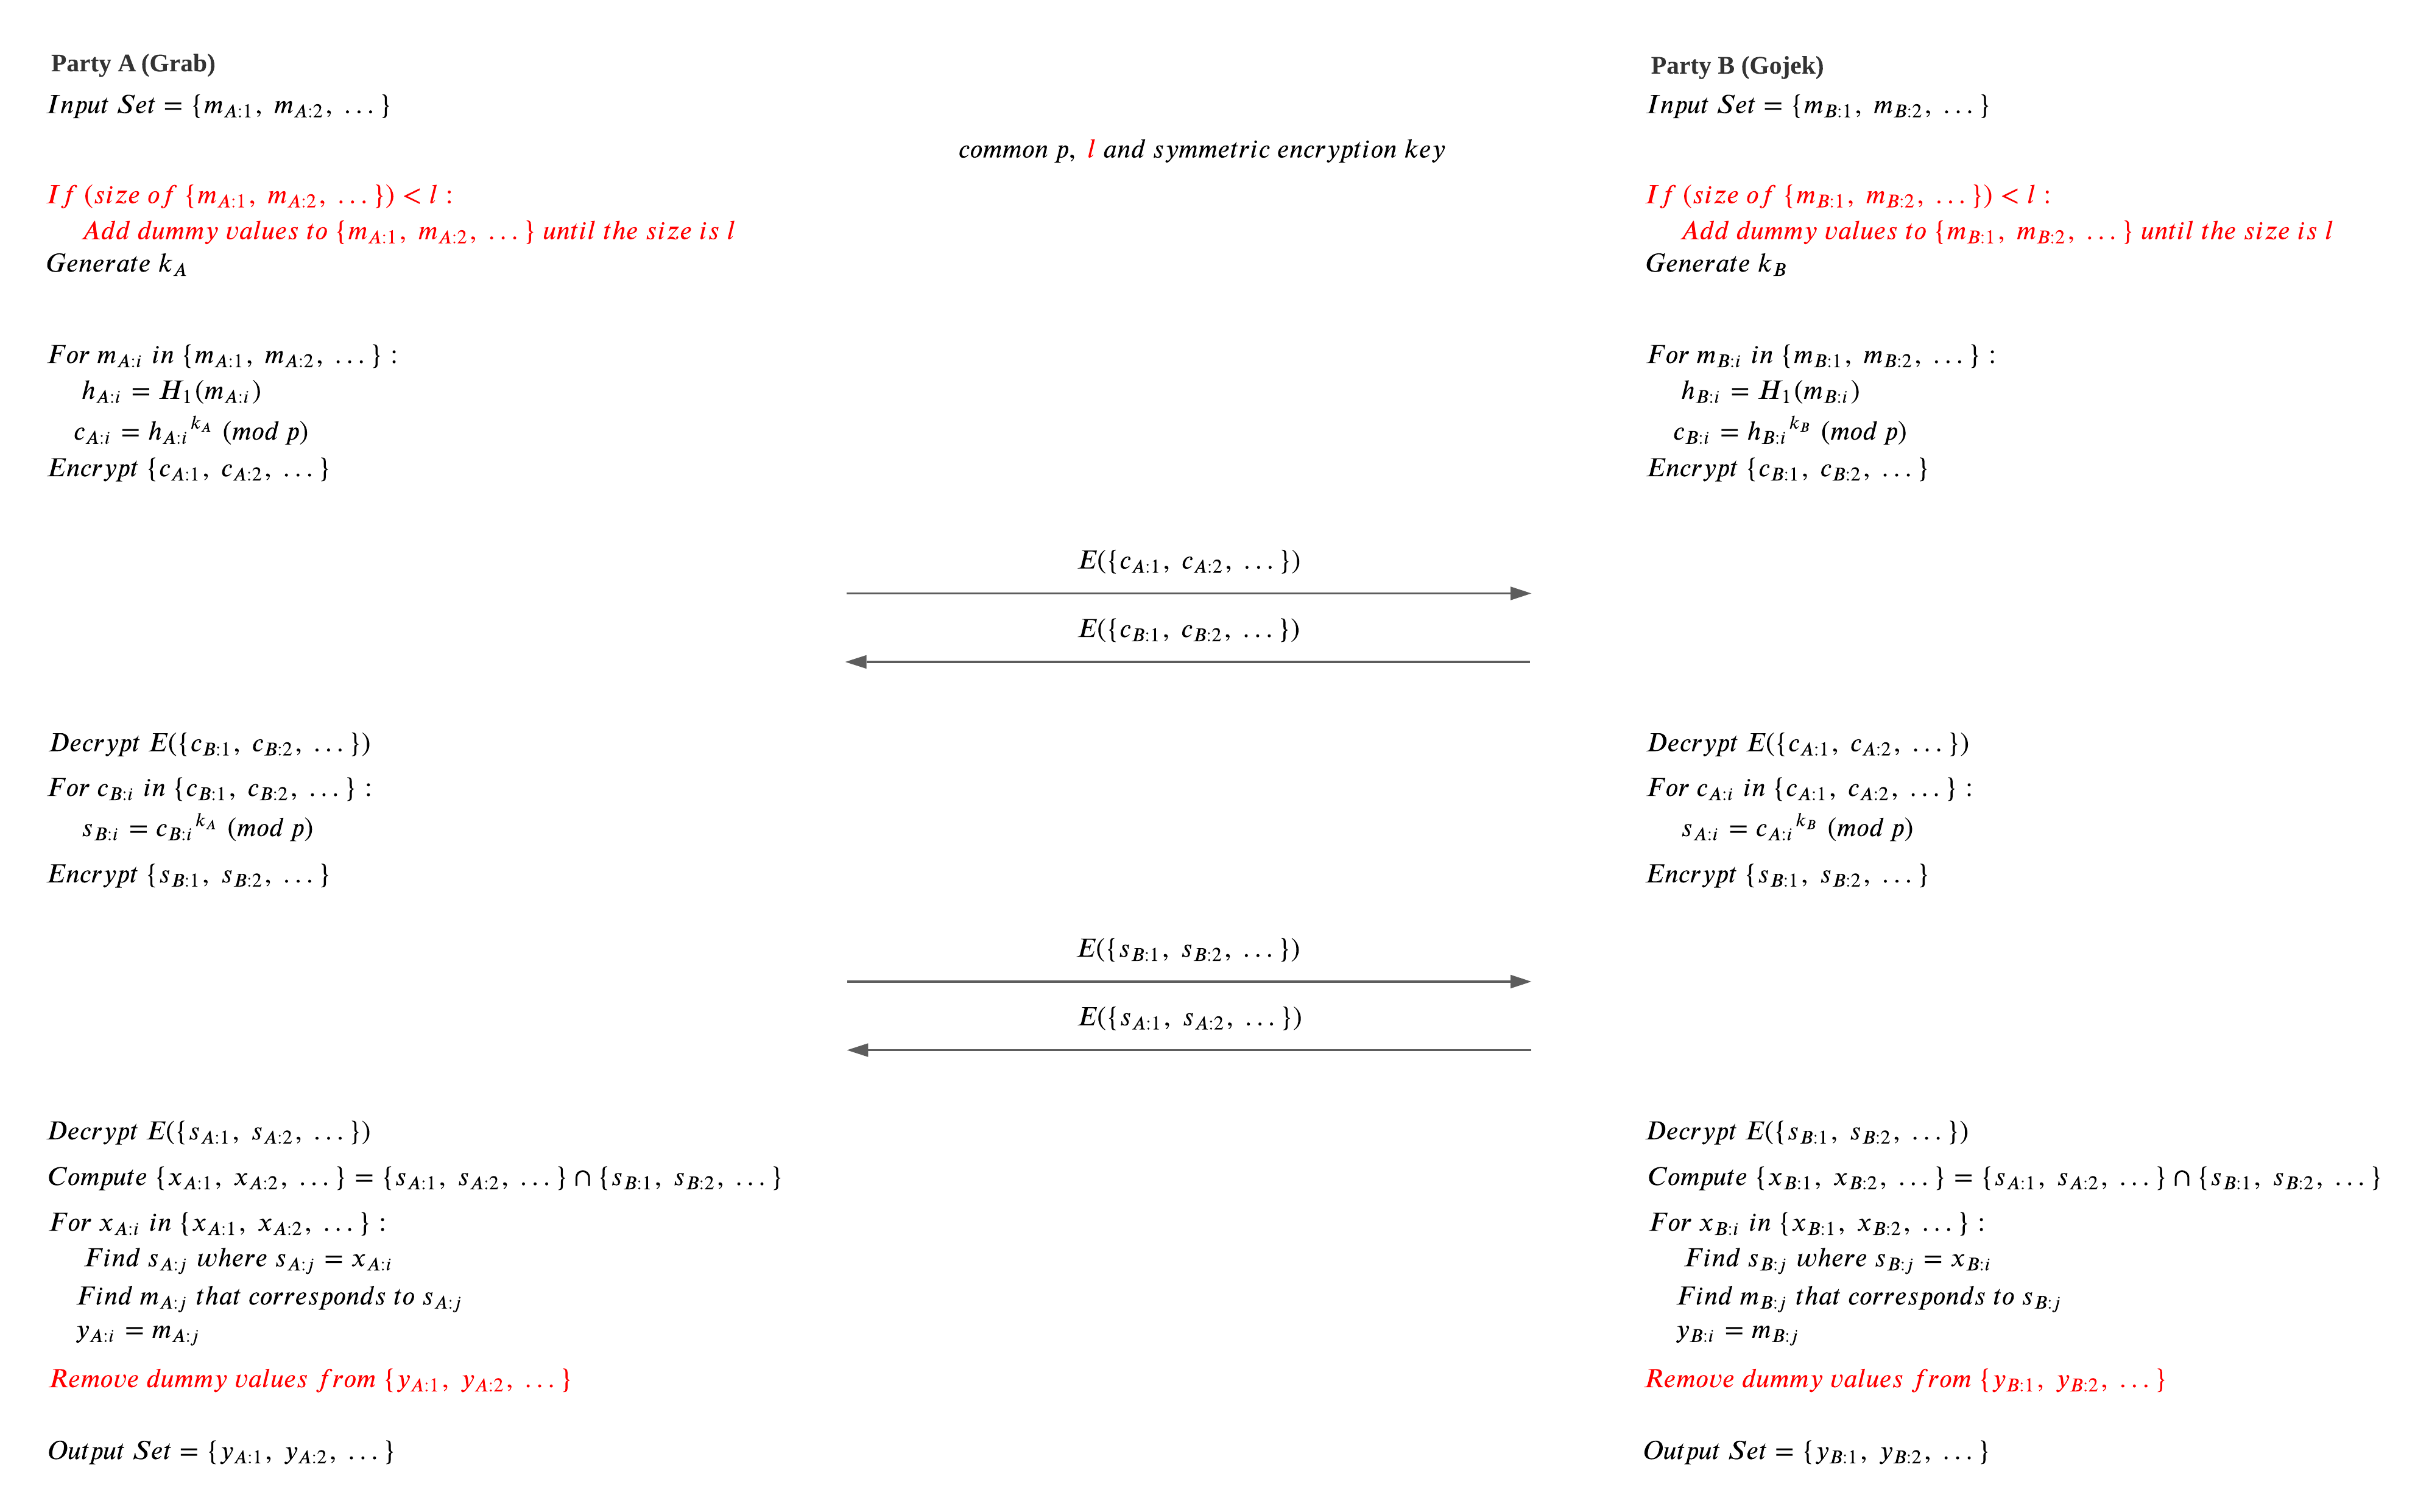 Party A (Grab)
Input Set = {m_{A:1}, m_{A:2}, ...}
If (size of {m_{A:1}, m_{A:2}, ...}) < l :
Add dummy values to {m_{A:1}, m_{A:2}, ...} until the size is l
Generate k_A
For m_{A:i} in {m_{A:1}, m_{A:2}, ...} :
h_{A:i} = H_1(m_{A:i})
c_{A:i} = h_{A:i}^{k_A} (mod p)
Encrypt {c_{A:1}, c_{A:2}, ...}
Decrypt E({c_{B:1}, c_{B:2}, ...})
For c_{B:i} in {c_{B:1}, c_{B:2}, ...} :
s_{B:i} = c_{B:i}^{k_A} (mod p)
Encrypt {s_{B:1}, s_{B:2}, ...}
Decrypt E({s_{A:1}, s_{A:2}, ...})
Compute {x_{A:1}, x_{A:2}, ...} = {s_{A:1}, s_{A:2}, ...} ∩ {s_{B:1}, s_{B:2}, ...}
For x_{A:i} in {x_{A:1}, x_{A:2}, ...} :
Find s_{A:j} where s_{A:j} = x_{A:i}
Find m_{A:j} that corresponds to s_{A:j}
y_{A:i} = m_{A:j}
Remove dummy values from {y_{A:1}, y_{A:2}, ...}
Output Set = {y_{A:1}, y_{A:2}, ...}
common p, l and symmetric encryption key
E({c_{A:1}, c_{A:2}, ...})
E({c_{B:1}, c_{B:2}, ...})
E({s_{B:1}, s_{B:2}, ...})
E({s_{A:1}, s_{A:2}, ...})
Party B (Gojek)
Input Set = {m_{B:1}, m_{B:2}, ...}
If (size of {m_{B:1}, m_{B:2}, ...}) < l :
Add dummy values to {m_{B:1}, m_{B:2}, ...} until the size is l
Generate k_B
For m_{B:i} in {m_{B:1}, m_{B:2}, ...} :
h_{B:i} = H_1(m_{B:i})
c_{B:i} = h_{B:i}^{k_B} (mod p)
Encrypt {c_{B:1}, c_{B:2}, ...}
Decrypt E({c_{A:1}, c_{A:2}, ...})
For c_{A:i} in {c_{A:1}, c_{A:2}, ...} :
s_{A:i} = c_{A:i}^{k_B} (mod p)
Encrypt {s_{B:1}, s_{B:2}, ...}
Decrypt E({s_{B:1}, s_{B:2}, ...})
Compute {x_{B:1}, x_{B:2}, ...} = {s_{A:1}, s_{A:2}, ...} ∩ {s_{B:1}, s_{B:2}, ...}
For x_{B:i} in {x_{B:1}, x_{B:2}, ...} :
Find s_{B:j} where s_{B:j} = x_{B:i}
Find m_{B:j} that corresponds to s_{B:j}
y_{B:i} = m_{B:j}
Remove dummy values from {y_{B:1}, y_{B:2}, ...}
Output Set = {y_{B:1}, y_{B:2}, ...}